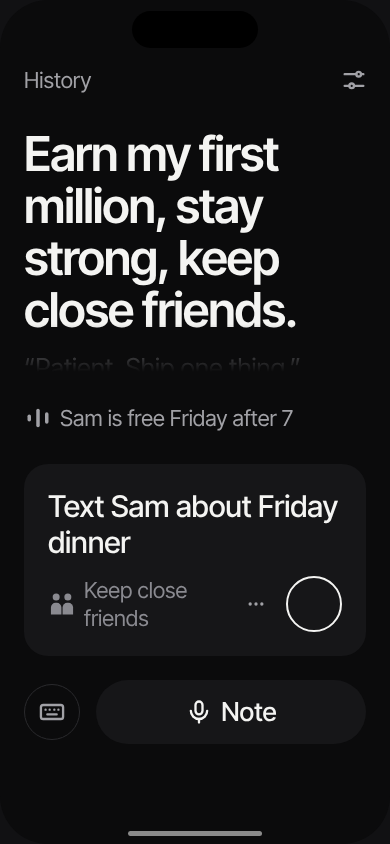 History
Earn my first
million, stay
strong, keep
close friends.
“Patient. Ship one thing.”
Sam is free Friday after 7
Text Sam about Friday
dinner
Keep close
friends
Note